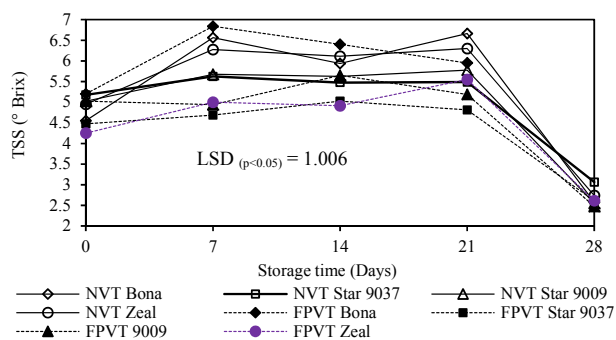 TSS (° Brix)
7
6.5
6
5.5
5
4.5
4
3.5
3
2.5
2
LSD (p<0.05) = 1.006
0 7 14 21 28
Storage time (Days)
NVT Bona NVT Star 9037 NVT Star 9009
NVT Zeal FPVT Bona FPVT Star 9037
FPVT 9009 FPVT Zeal